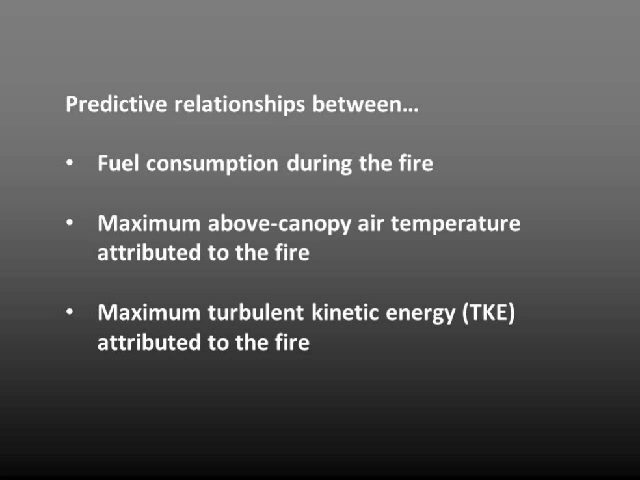 Predictive relationships between…
• Fuel consumption during the fire
• Maximum above-canopy air temperature
attributed to the fire
• Maximum turbulent kinetic energy (TKE)
attributed to the fire